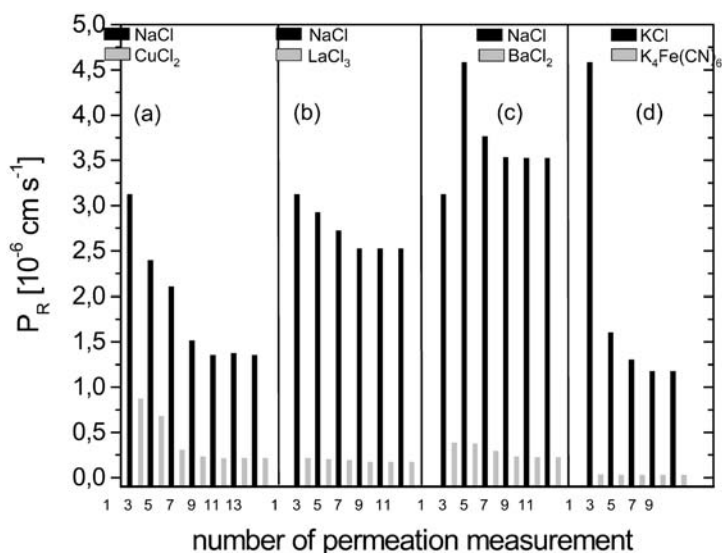 NaCl NaCl NaCl KCl
CuCl₂ LaCl₃ BaCl₂ K₄Fe(CN)₆
(a) (b) (c) (d)
5,0
4,5
4,0
3,5
3,0
2,5
2,0
1,5
1,0
0,5
0,0
P_R [10⁻⁶ cm s⁻¹]
1 3 5 7 9 11 13 1 3 5 7 9 11 1 3 5 7 9 11 1 3 5 7 9
number of permeation measurement